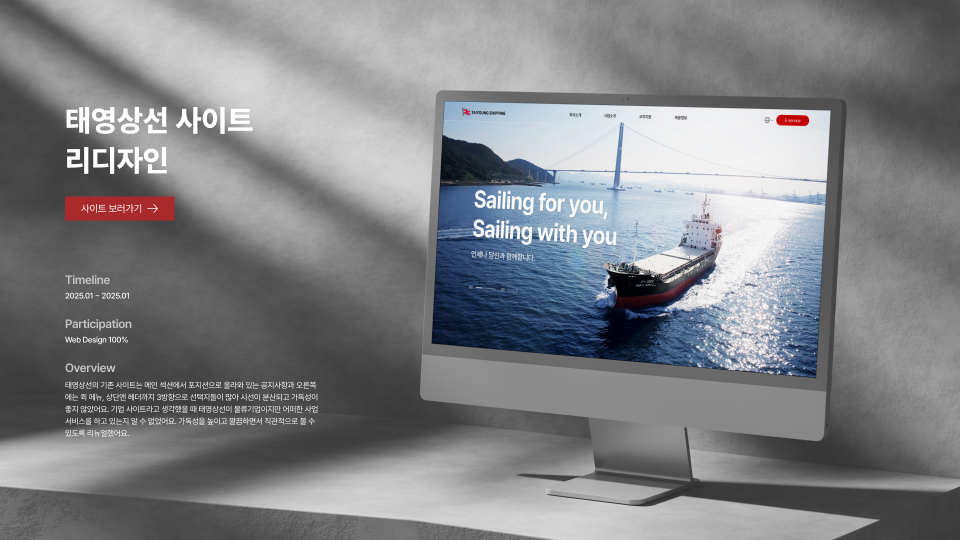 태영상선 사이트
리디자인
사이트 보러가기
Timeline
2025.01 ~ 2025.01
Participation
Web Design 100%
Overview
태영상선의 기존 사이트는 메인 섹션에서 포지션으로 올라와 있는 공지사항과 오른쪽
에는 퀵 메뉴, 상단엔 헤더까지 3방향으로 선택지들이 많아 시선이 분산되고 가독성이
좋지 않았어요. 기업 사이트라고 생각했을 때 태영상선이 물류기업이지만 어떠한 사업
서비스를 하고 있는지 알 수 없었어요. 가독성을 높이고 깔끔하면서 직관적으로 볼 수
있도록 리뉴얼했어요.
TAIYOUNG SHIPPING
회사소개 사업소개 고객지원 채용정보
E-service
Sailing for you,
Sailing with you
언제나 당신과 함께합니다.